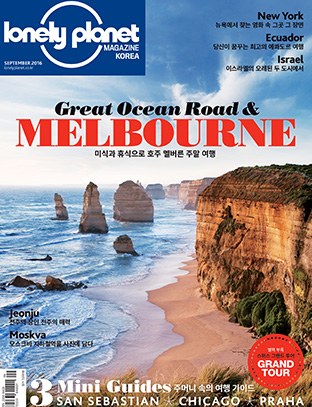 lonely planet
MAGAZINE
KOREA
SEPTEMBER 2016
lonelyplanet.co.kr
New York
뉴욕에서 찾는 영화 속 그곳 그 장면
Ecuador
당신이 꿈꾸는 최고의 에콰도르 여행
Israel
이스라엘의 오래된 두 도시에서
Great Ocean Road &
MELBOURNE
미식과 휴식으로 호주 멜버른 주말 여행
Jeonju
전주의 매력
Moskva
모스크바 지하철역을 사진에 담다
별책 부록
GRAND
TOUR
3 Mini Guides 주머니 속의 여행 가이드
SAN SEBASTIAN CHICAGO PRAHA